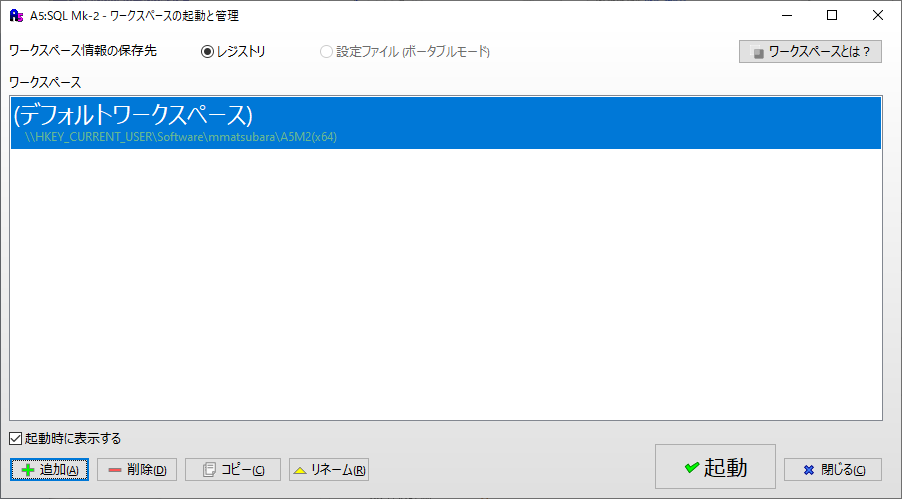 A5:SQL Mk-2 - ワークスペースの起動と管理
ワークスペース情報の保存先 レジストリ 設定ファイル (ポータブルモード) ワークスペースとは？
ワークスペース
(デフォルトワークスペース)
\\HKEY_CURRENT_USER\Software\mmatsubara\A5M2(x64)
起動時に表示する
追加(A) 削除(D) コピー(C) リネーム(R) 起動 閉じる(C)